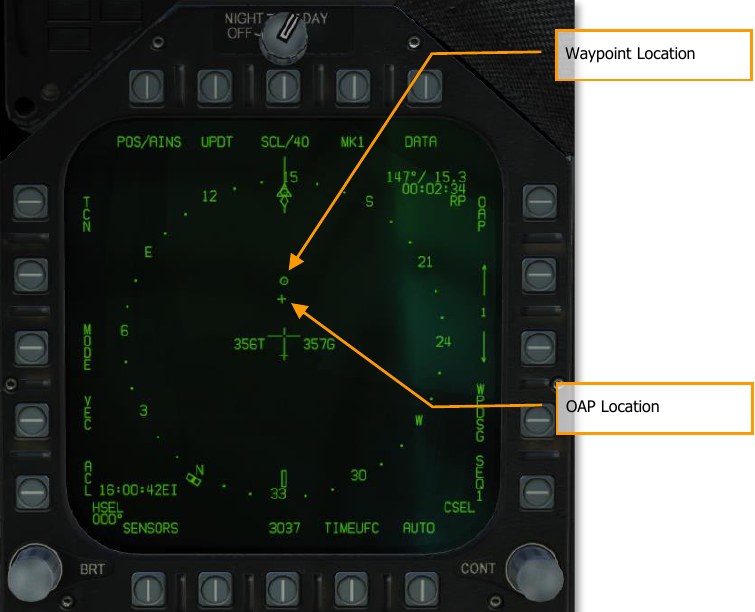 NIGHT DAY
OFF
Waypoint Location
POS/AINS UPDT SCL/40 MK1 DATA
147°/ 15.3
00:02:34
RP
TCN
OAP
15
12
S
E
21
1
6
24
MODE
356T 357G
OAP Location
VEC
WPDSG
3
W
ACL
N
30
33
SEQ1
16:00:42EI
HSEL
000°
CSEL
SENSORS 3037 TIMEUFC AUTO
BRT
CONT